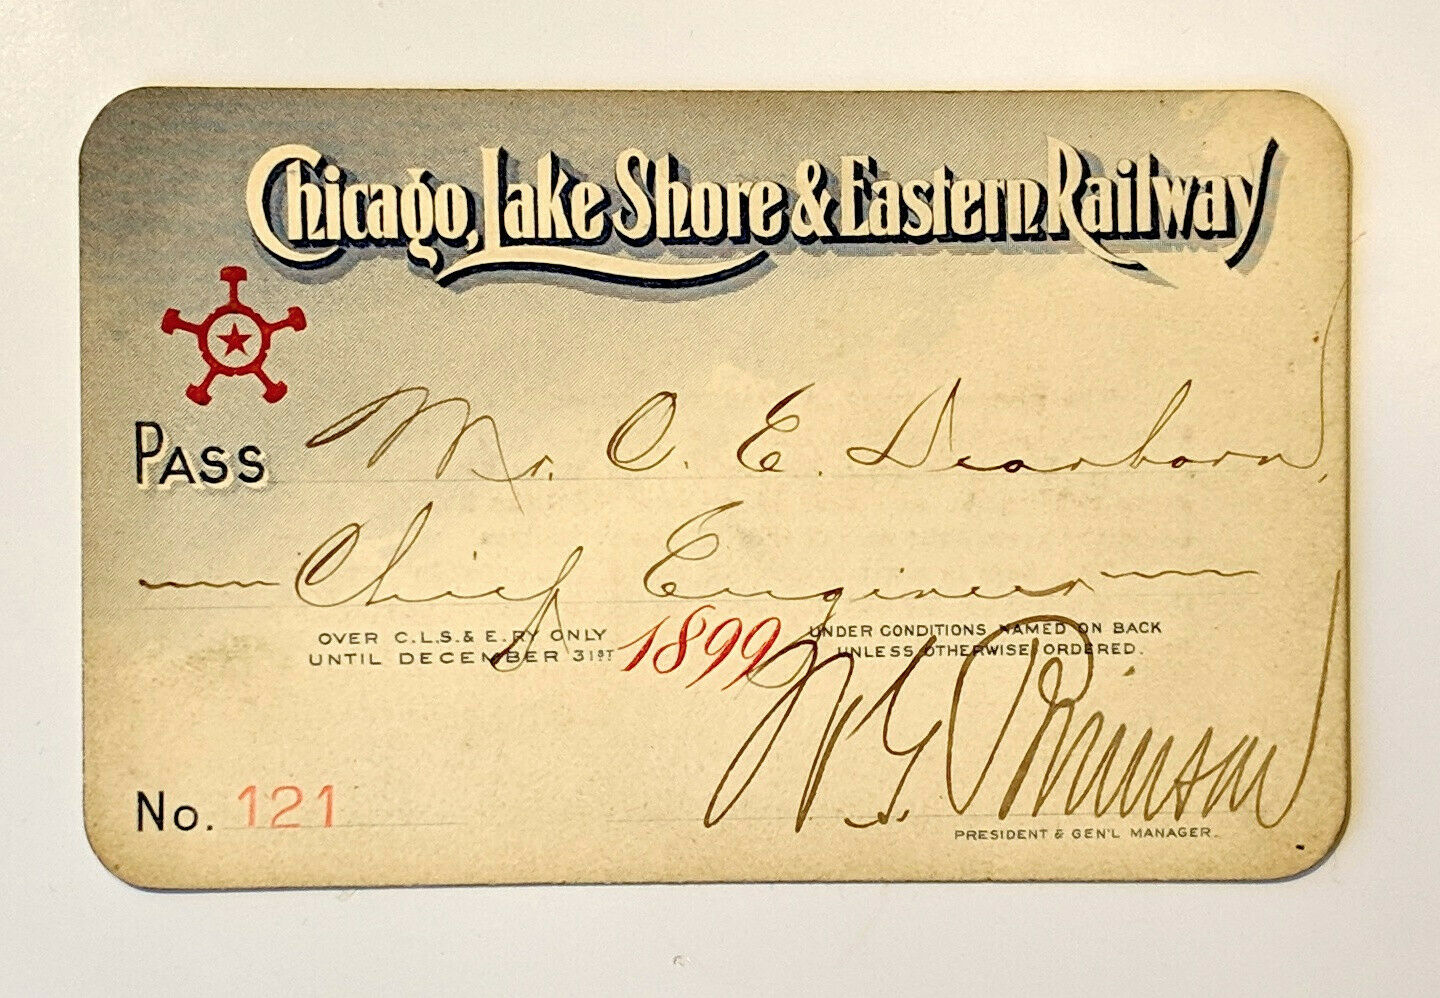 Chicago, Lake Shore & Eastern Railway
PASS Mr. C. E. Dearborn,
Chief Engineer
OVER C.L.S. & E. RY ONLY
UNTIL DECEMBER 31ST
1899
UNDER CONDITIONS NAMED ON BACK
UNLESS OTHERWISE ORDERED.
No. 121
PRESIDENT & GEN'L MANAGER.